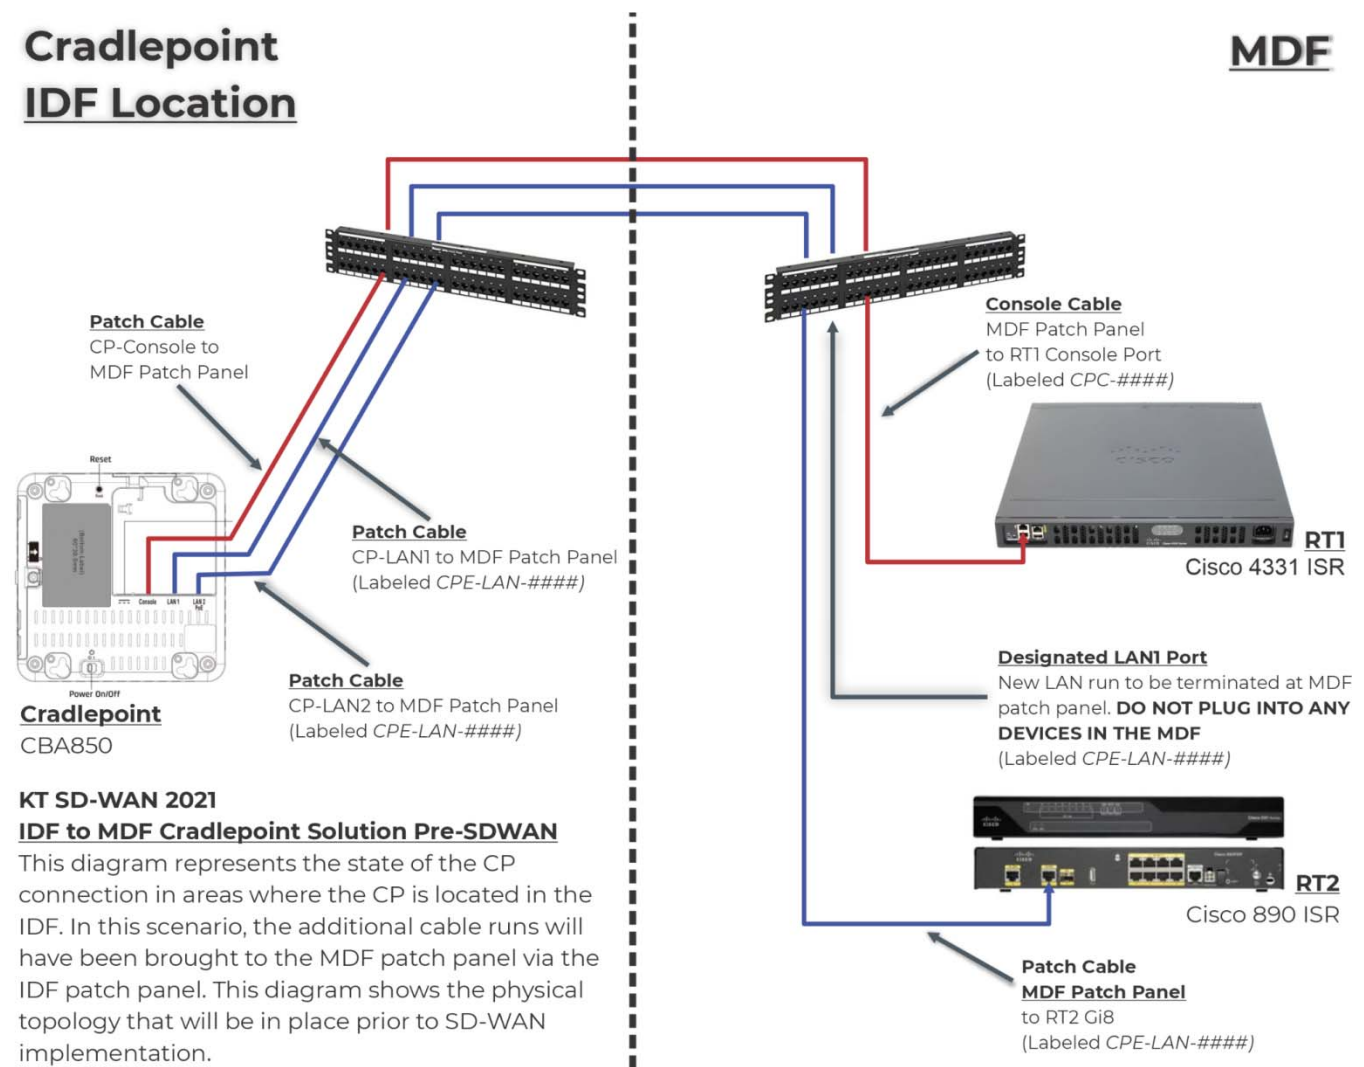 Cradlepoint
IDF Location
MDF
Patch Cable
CP-Console to
MDF Patch Panel
Console Cable
MDF Patch Panel
to RT1 Console Port
(Labeled CPC-####)
Reset
Patch Cable
CP-LAN1 to MDF Patch Panel
(Labeled CPE-LAN-####)
Console
LAN 1
LAN 2
PoE
RT1
Cisco 4331 ISR
Patch Cable
CP-LAN2 to MDF Patch Panel
(Labeled CPE-LAN-####)
Power On/Off
Cradlepoint
CBA850
Designated LAN1 Port
New LAN run to be terminated at MDF
patch panel. DO NOT PLUG INTO ANY
DEVICES IN THE MDF
(Labeled CPE-LAN-####)
KT SD-WAN 2021
IDF to MDF Cradlepoint Solution Pre-SDWAN
This diagram represents the state of the CP
connection in areas where the CP is located in the
IDF. In this scenario, the additional cable runs will
have been brought to the MDF patch panel via the
IDF patch panel. This diagram shows the physical
topology that will be in place prior to SD-WAN
implementation.
RT2
Cisco 890 ISR
Patch Cable
MDF Patch Panel
to RT2 Gi8
(Labeled CPE-LAN-####)